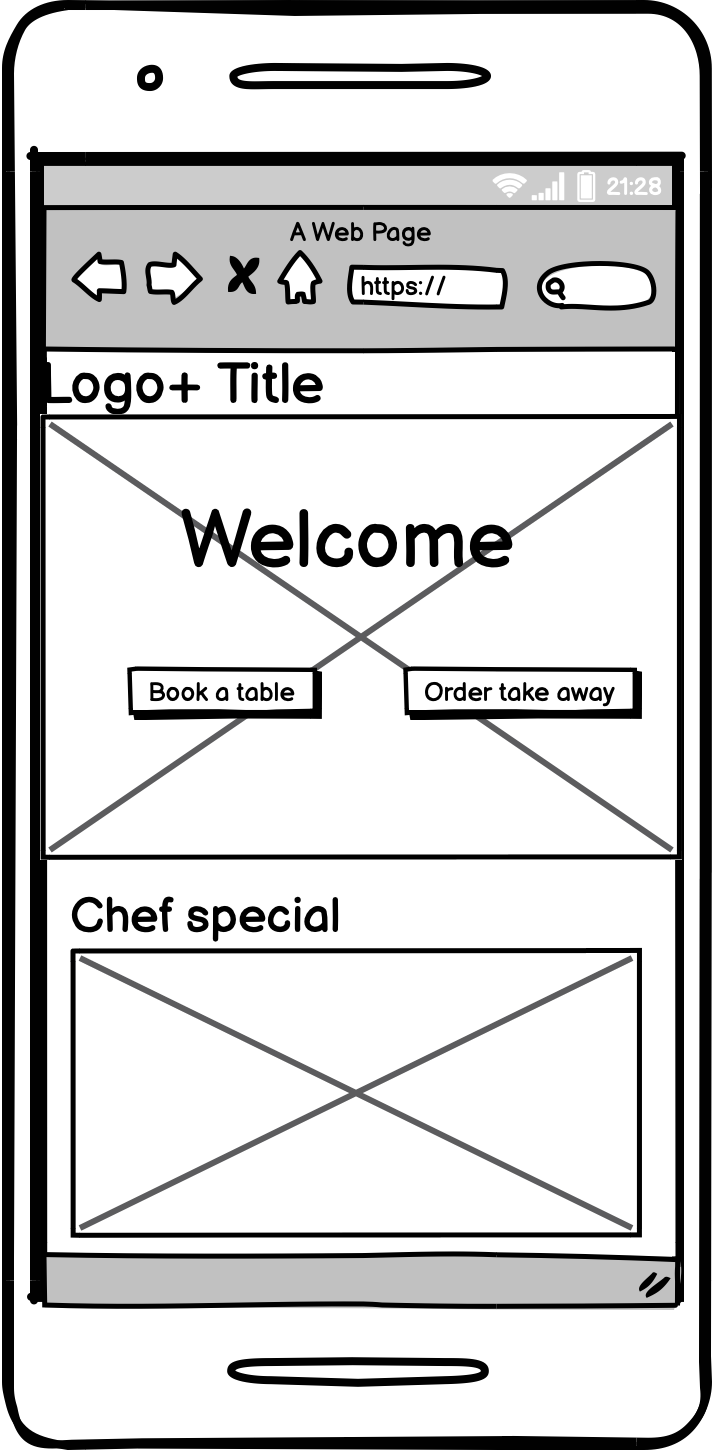 21:28
A Web Page
https://
Logo+ Title
Welcome
Book a table
Order take away
Chef special